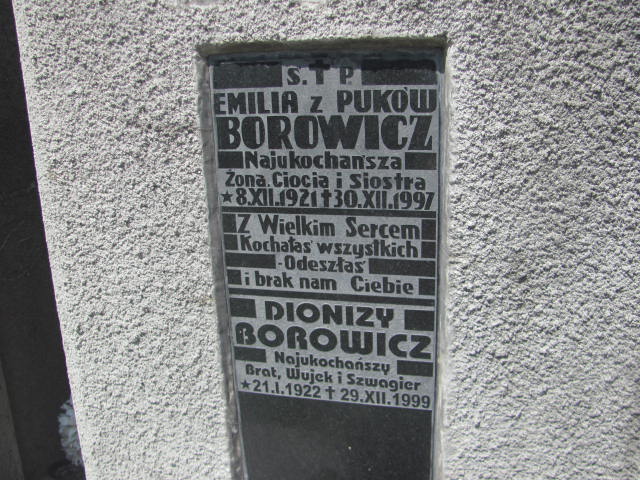 Ś. † P.
EMILIA z PUKÓW
BOROWICZ
Najukochańsza
Żona, Ciocia i Siostra
★8.XII.1921 † 30.XII.1997
Z Wielkim Sercem
Kochałaś wszystkich
Odeszłaś
i brak nam Ciebie
DIONIZY
BOROWICZ
Najukochańszy
Brat, Wujek i Szwagier
★21.I.1922 † 29.XII.1999